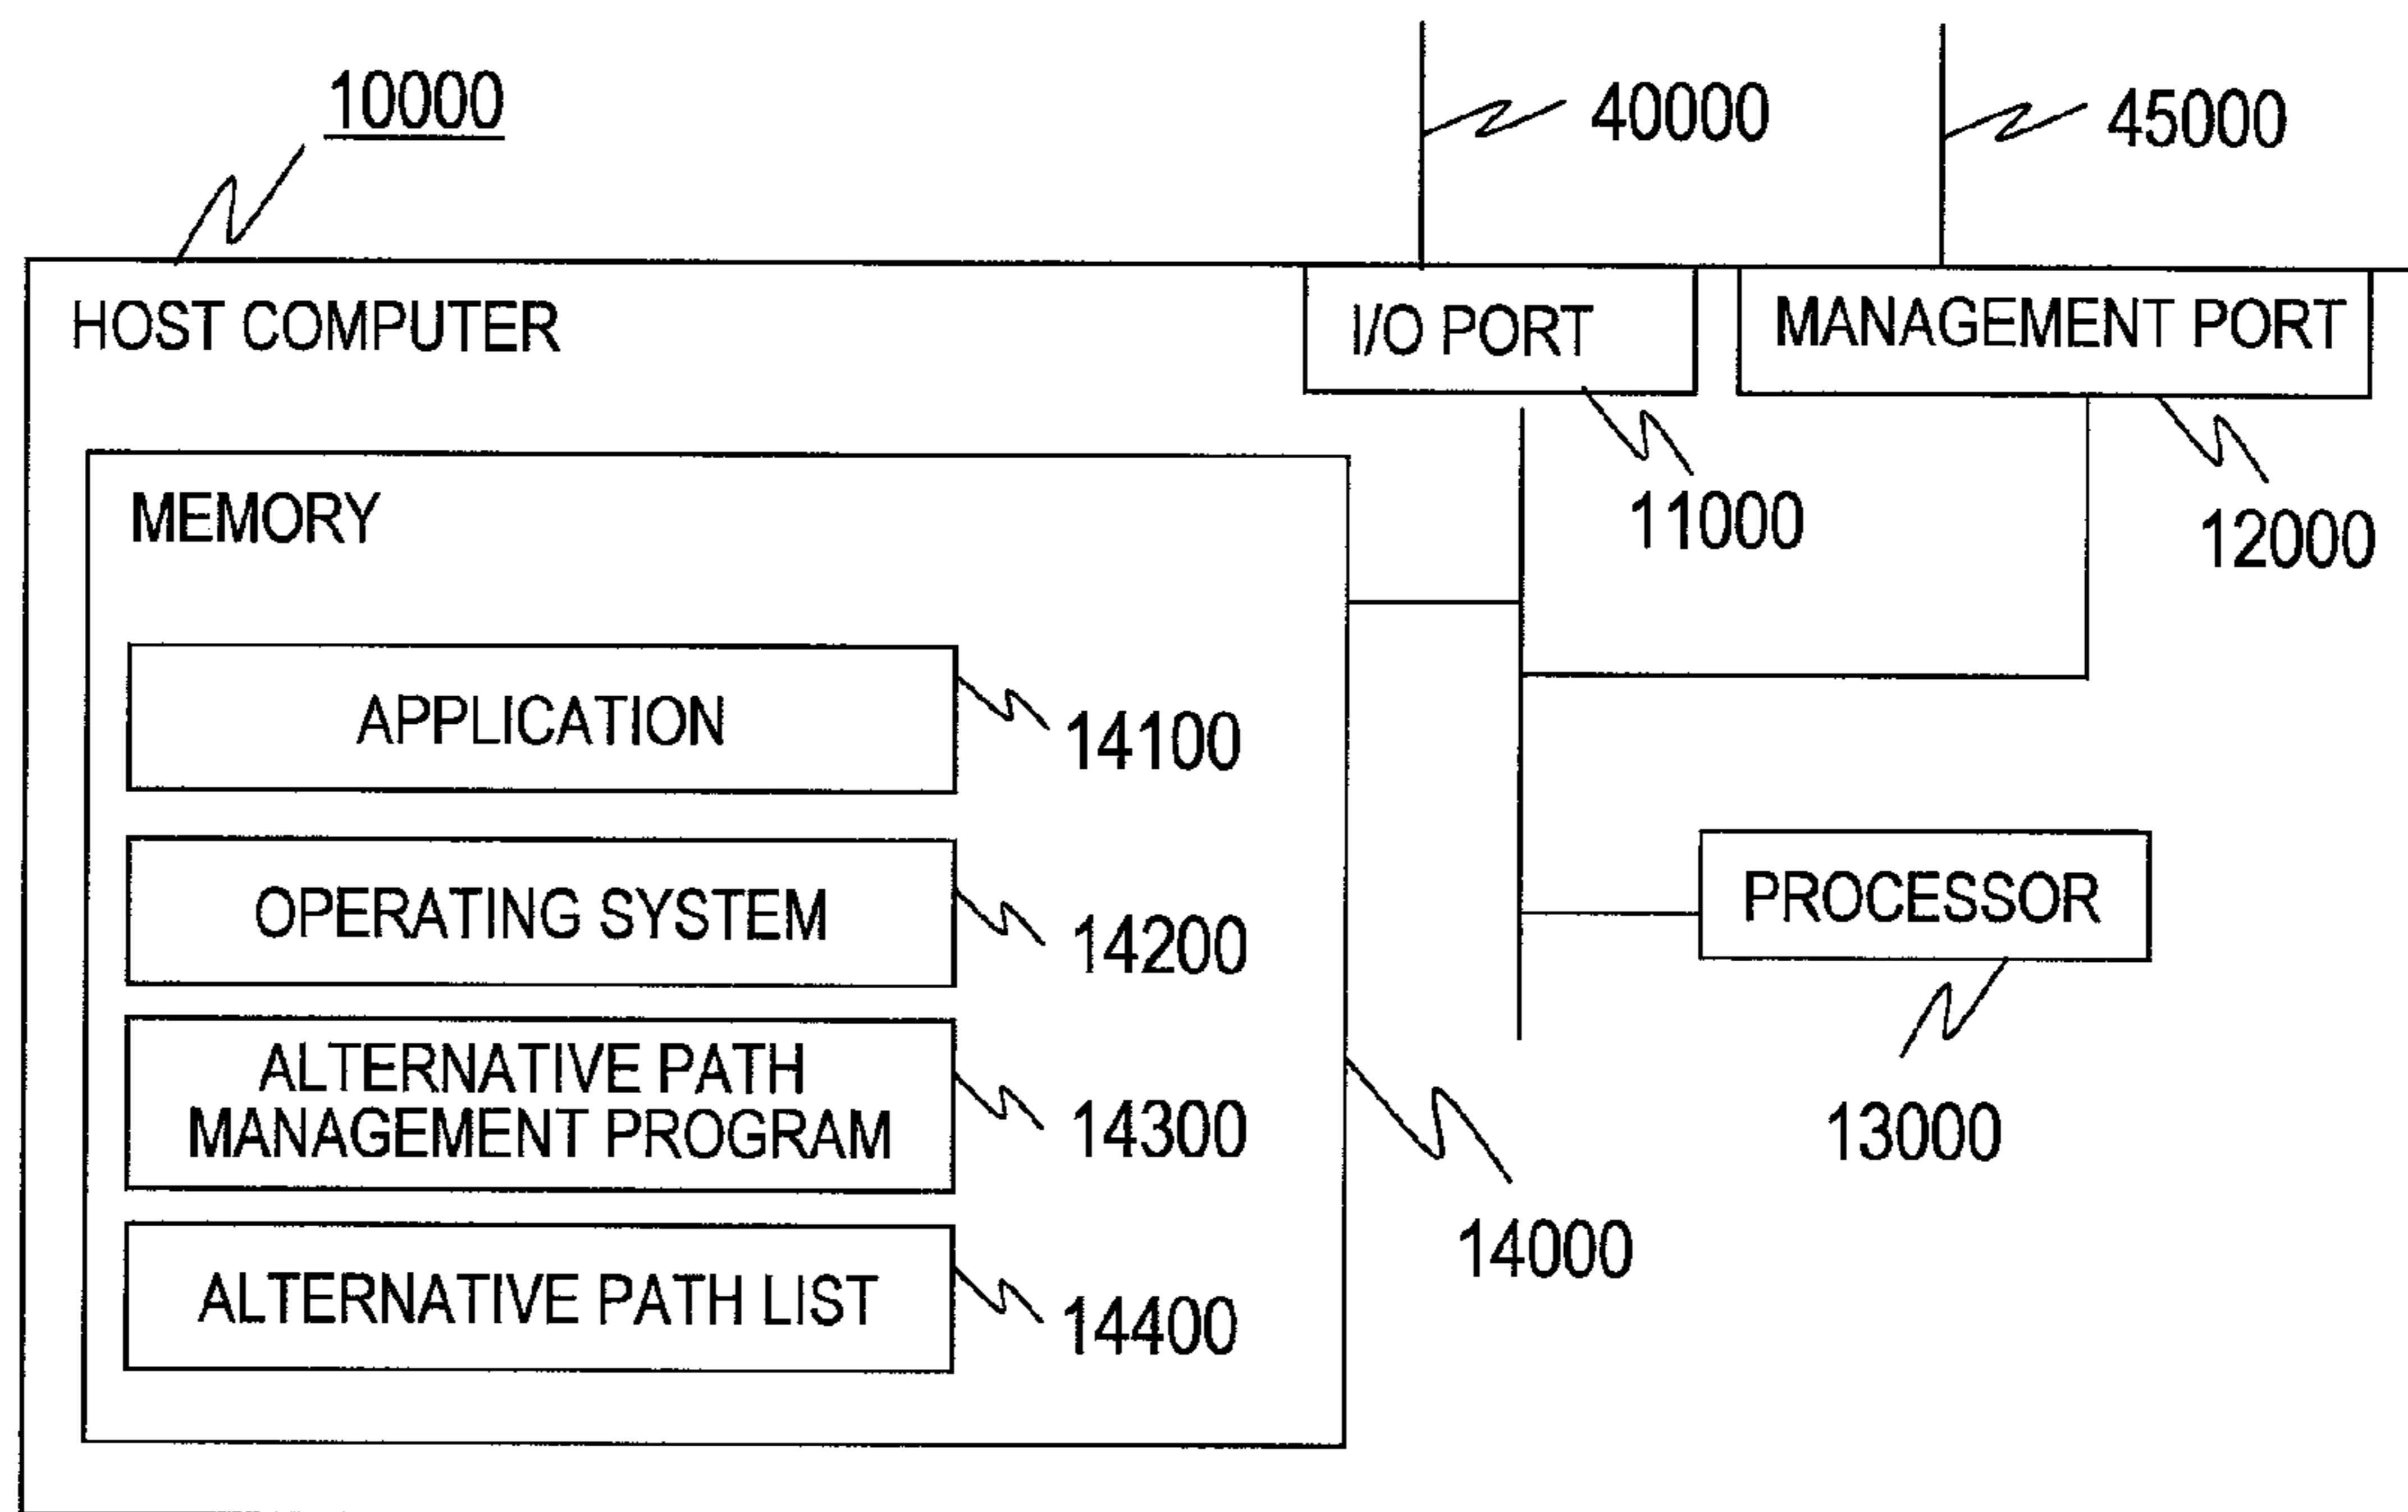 10000
40000
45000
HOST COMPUTER
I/O PORT
MANAGEMENT PORT
11000
12000
MEMORY
APPLICATION
14100
OPERATING SYSTEM
14200
PROCESSOR
13000
ALTERNATIVE PATH
MANAGEMENT PROGRAM
14300
14000
ALTERNATIVE PATH LIST
14400